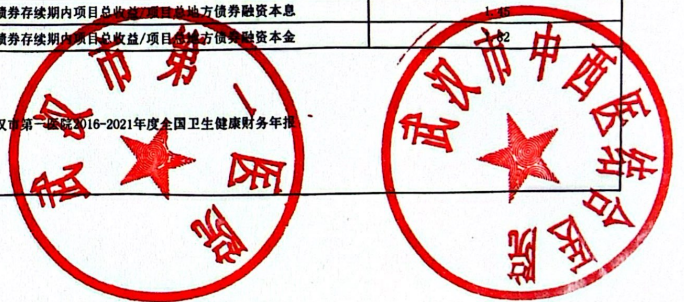 债券存续期内项目总收益/项目总地方债券融资本息 1.45
债券存续期内项目总收益/项目总地方债券融资本金
汉市第一医院2016-2021年度全国卫生健康财务年报
武汉市第一医院
武汉市中西医结合医院